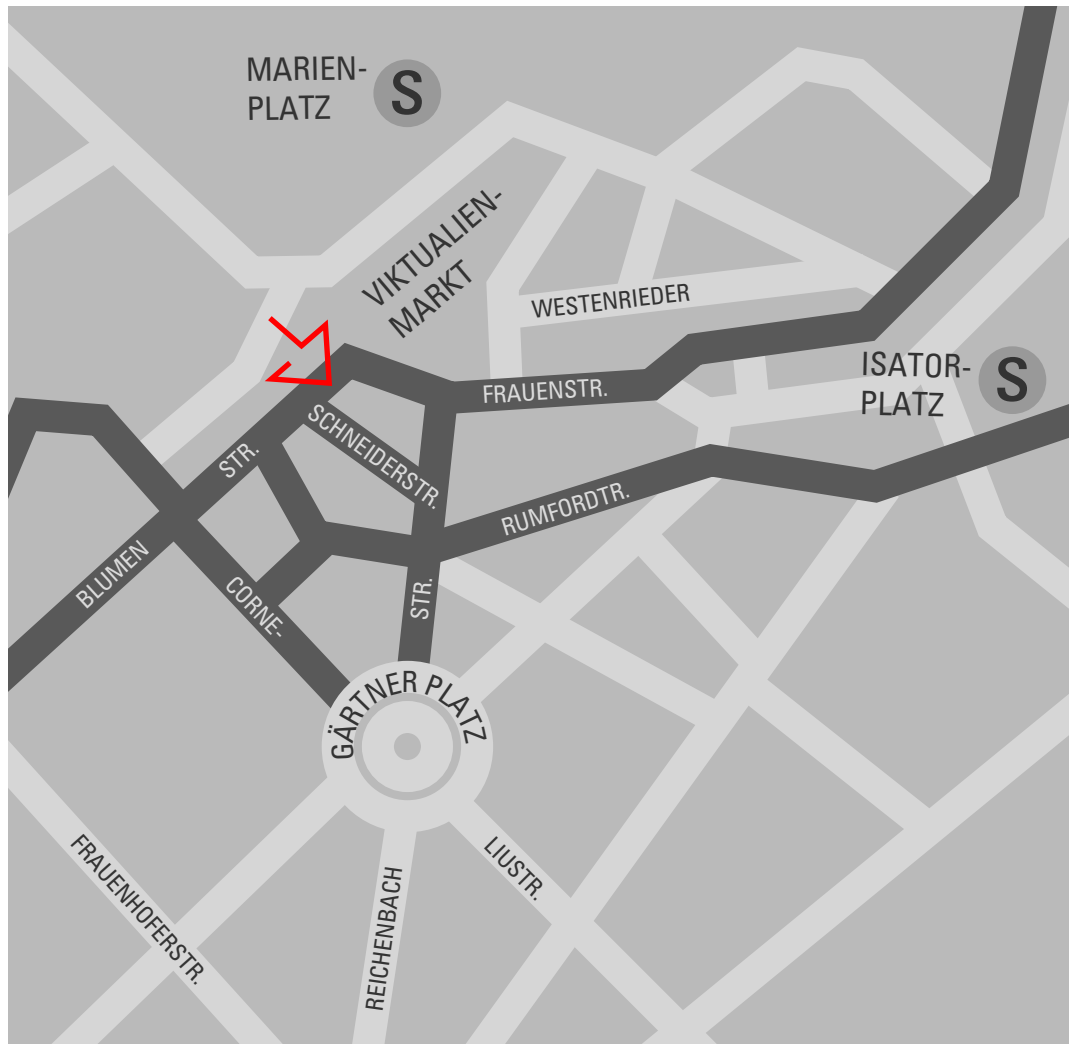 MARIEN-
PLATZ
S
VIKTUALIEN-
MARKT
WESTENRIEDER
ISATOR-
PLATZ
S
FRAUENSTR.
SCHNEIDERSTR.
STR.
RUMFORDTR.
BLUMEN
CORNE-
STR.
GÄRTNER PLATZ
LIUSTR.
FRAUENHOFERSTR.
REICHENBACH